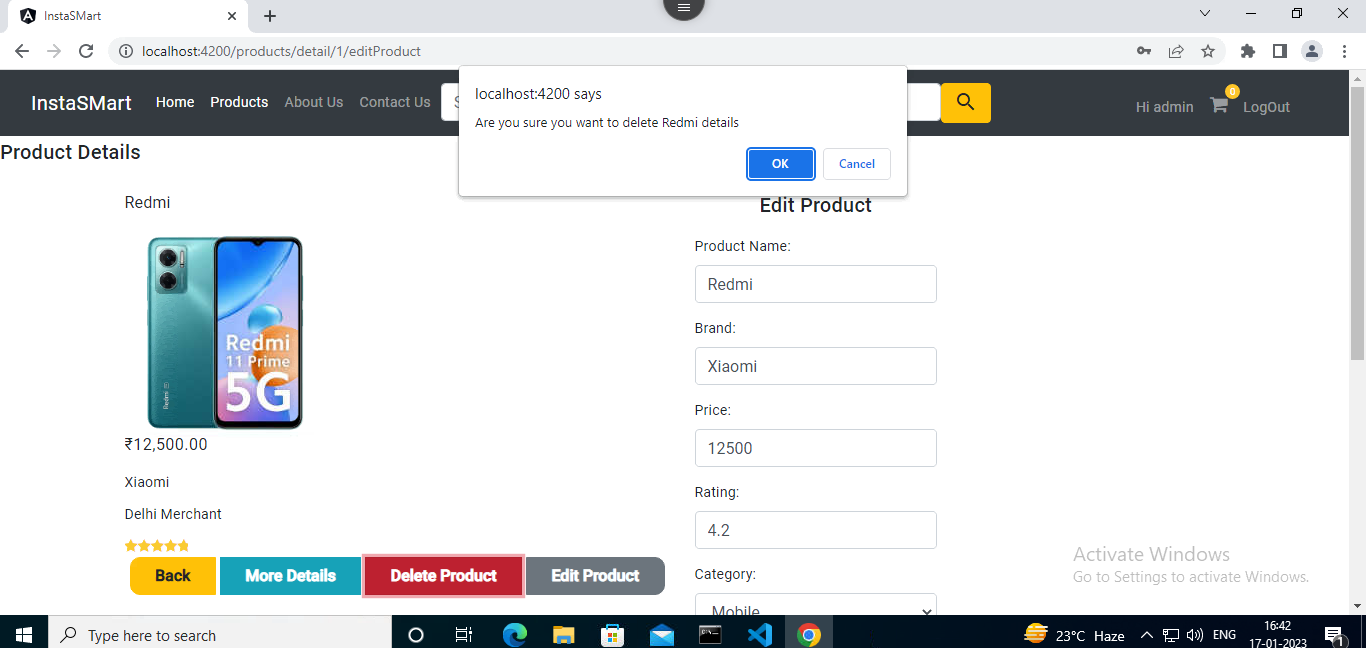 InstaSMart
localhost:4200/products/detail/1/editProduct
localhost:4200 says
Are you sure you want to delete Redmi details
OK
Cancel
InstaSMart
Home
Products
About Us
Contact Us
Hi admin
0
LogOut
Product Details
Redmi
Redmi
11 Prime
5G
Redmi
₹12,500.00
Xiaomi
Delhi Merchant
Back
More Details
Delete Product
Edit Product
Edit Product
Product Name:
Redmi
Brand:
Xiaomi
Price:
12500
Rating:
4.2
Category:
Mobile
Activate Windows
Go to Settings to activate Windows.
Type here to search
23°C Haze
ENG
16:42
17-01-2023
1